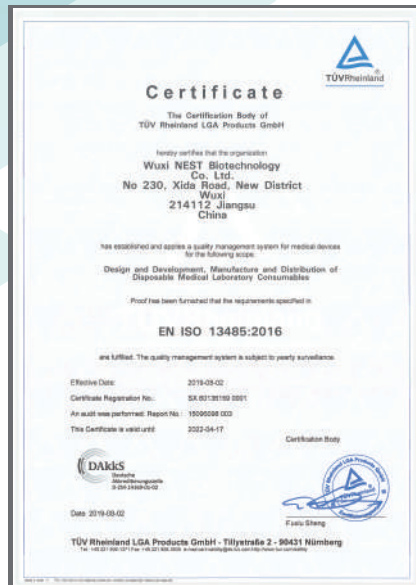 TÜVRheinland
Certificate
The Certification Body of
TÜV Rheinland LGA Products GmbH
hereby certifies that the organization
Wuxi NEST Biotechnology
Co. Ltd.
No 230, Xida Road, New District
Wuxi
214112 Jiangsu
China
has established and applies a quality management system for medical devices
for the following scope:
Design and Development, Manufacture and Distribution of
Disposable Medical Laboratory Consumables
Proof has been furnished that the requirements specified in
EN ISO 13485:2016
are fulfilled. The quality management system is subject to yearly surveillance.
Effective Date: 2019-08-02
Certificate Registration No.:
An audit was performed. Report No.:
This Certificate is valid until: 2022-04-17
Certification Body
DAkkS
Deutsche
Akkreditierungsstelle
Date 2019-08-02
Fuxiu Sheng
TÜV Rheinland LGA Products GmbH - Tillystraße 2 - 90431 Nürnberg